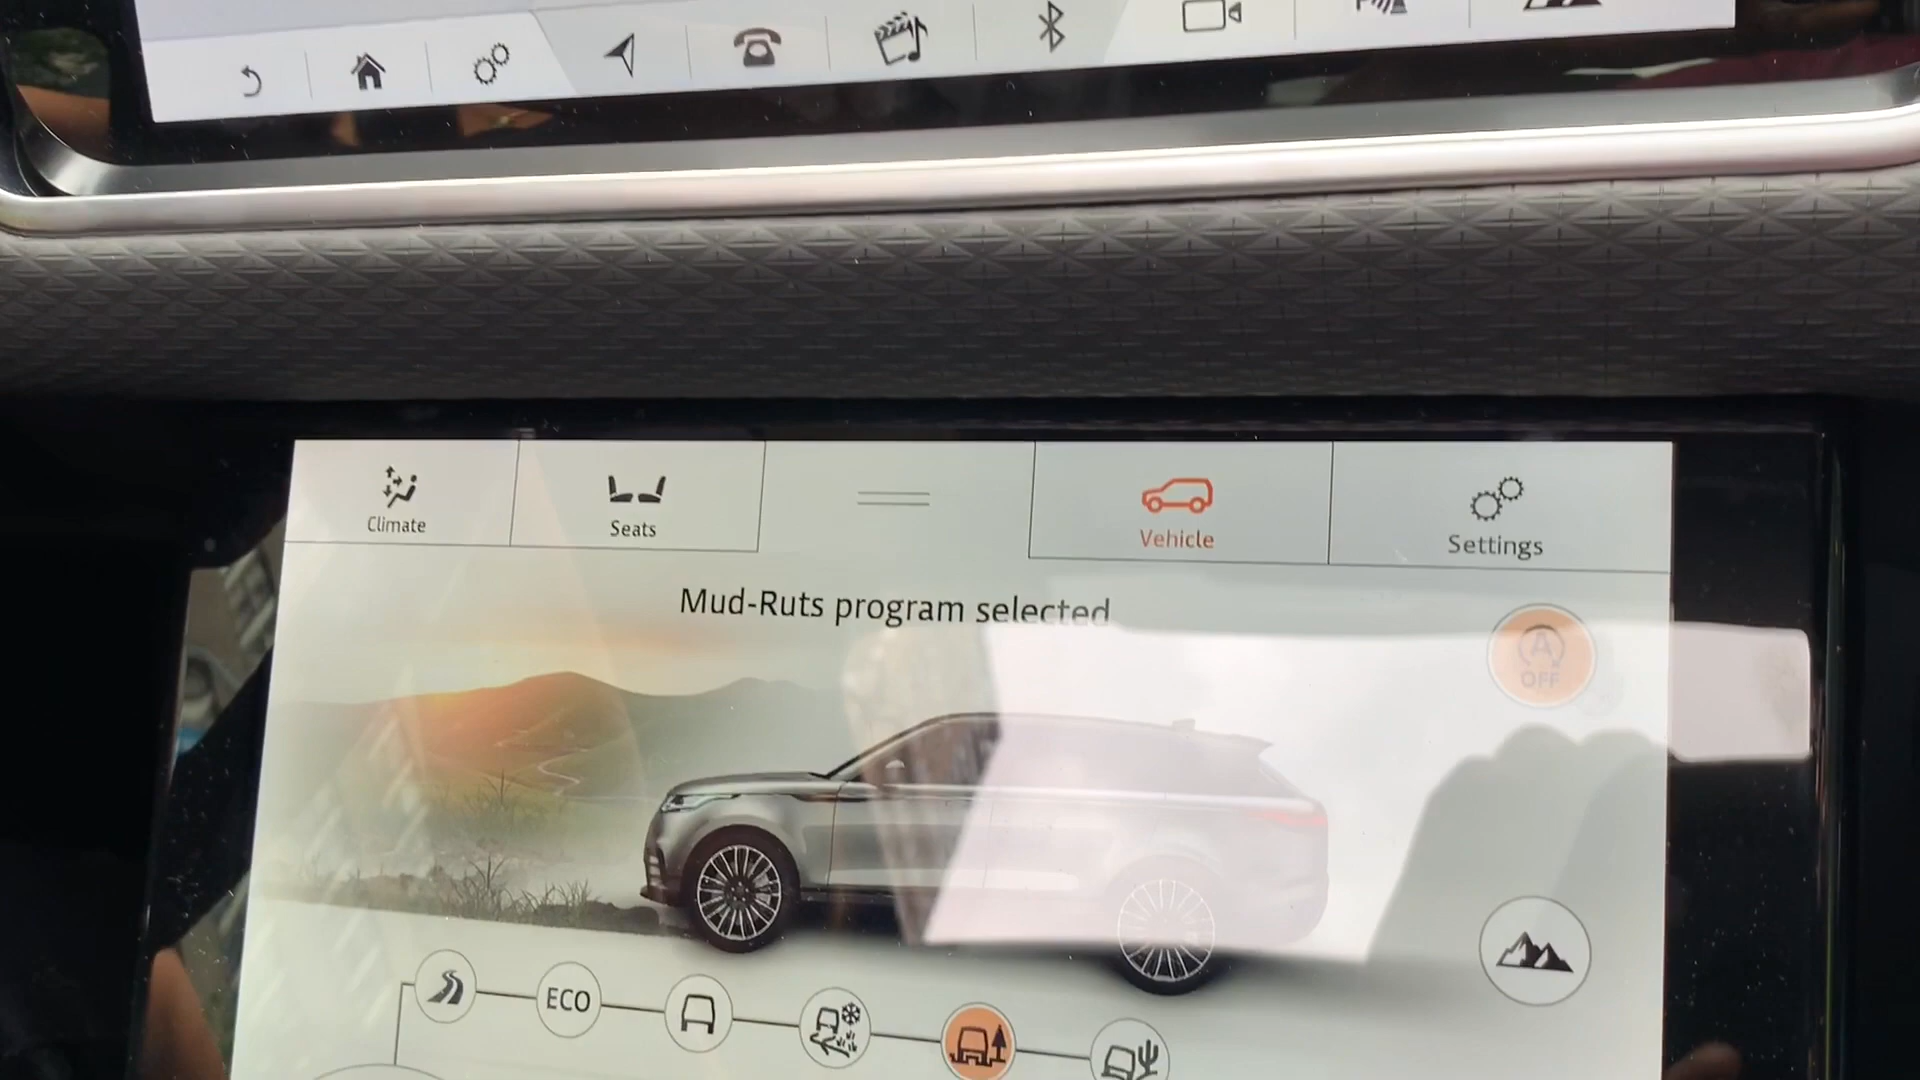 Climate
Seats
Vehicle
Settings
Mud-Ruts program selected
A
OFF
ECO